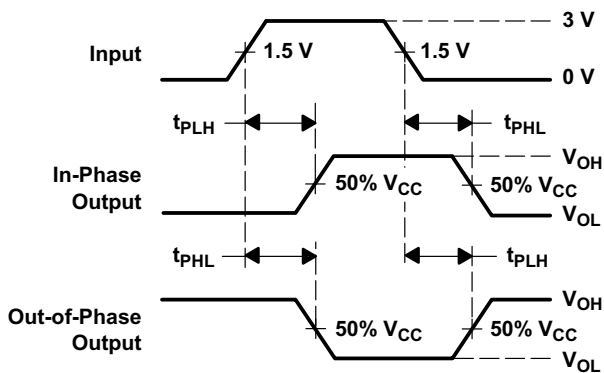 3 V
Input
1.5 V
1.5 V
0 V
tPLH
tPHL
VOH
In-Phase
Output
50% VCC
50% VCC
VOL
tPHL
tPLH
VOH
Out-of-Phase
Output
50% VCC
50% VCC
VOL